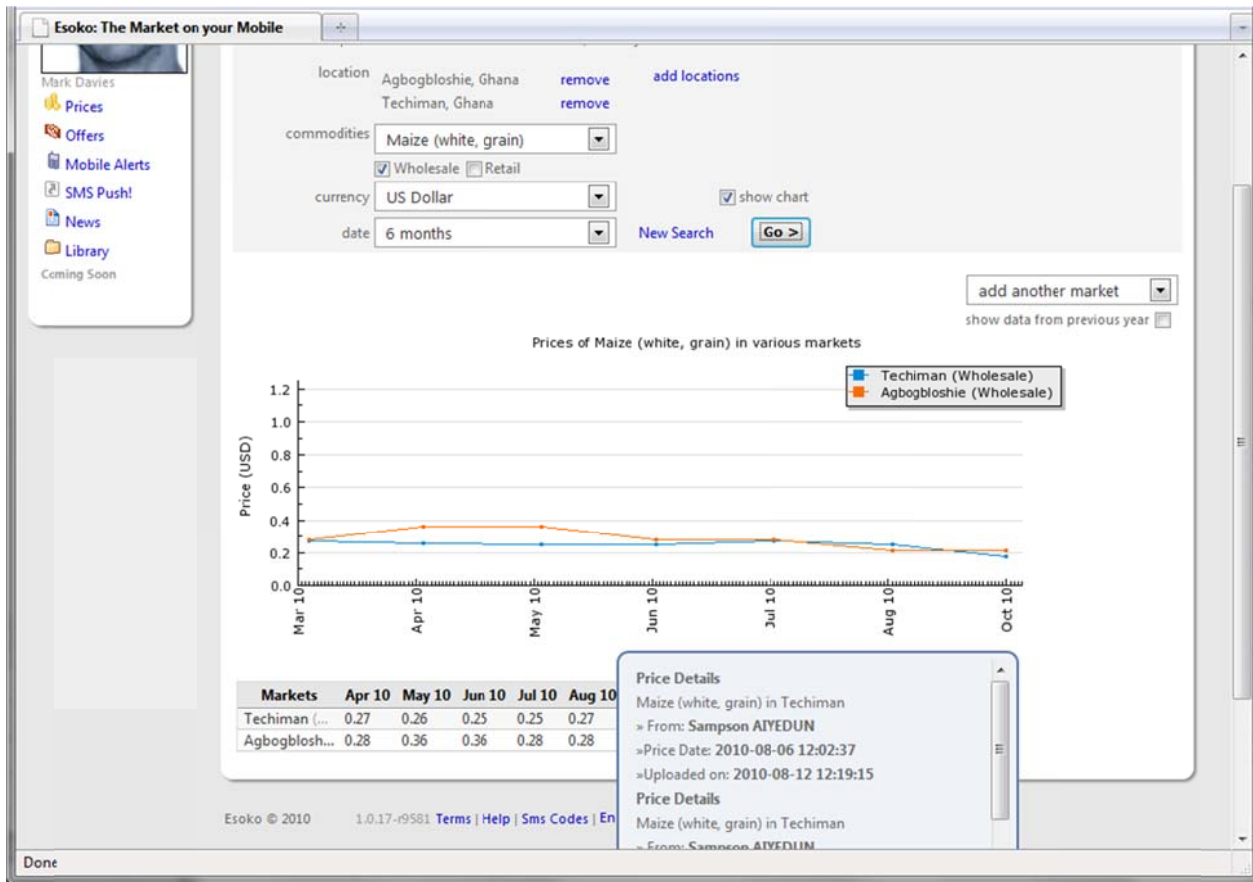 Esoko: The Market on your Mobile
Mark Davies
Prices
Offers
Mobile Alerts
SMS Push!
News
Library
Coming Soon
location Agbogbloshie, Ghana remove add locations
Techiman, Ghana remove
commodities Maize (white, grain)
Wholesale Retail
currency US Dollar show chart
date 6 months New Search Go >
add another market
show data from previous year
Prices of Maize (white, grain) in various markets
Techiman (Wholesale)
Agbogbloshie (Wholesale)
Price (USD)
1.2
1.0
0.8
0.6
0.4
0.2
0.0
Mar 10 Apr 10 May 10 Jun 10 Jul 10 Aug 10 Oct 10
Markets Apr 10 May 10 Jun 10 Jul 10 Aug 10
Techiman (... 0.27 0.26 0.25 0.25 0.27
Agbogblosh... 0.28 0.36 0.36 0.28 0.28
Price Details
Maize (white, grain) in Techiman
» From: Sampson AIYEDUN
»Price Date: 2010-08-06 12:02:37
»Uploaded on: 2010-08-12 12:19:15
Price Details
Maize (white, grain) in Techiman
» From: Sampson AIYEDUN
Esoko © 2010 1.0.17-r9581 Terms | Help | Sms Codes | En
Done